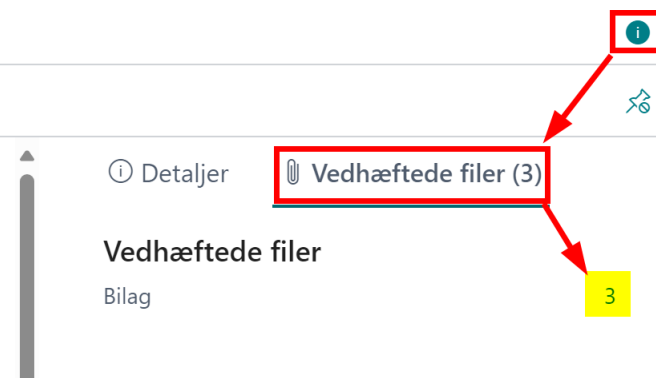 Detaljer
Vedhæftede filer (3)
Vedhæftede filer
Bilag
3